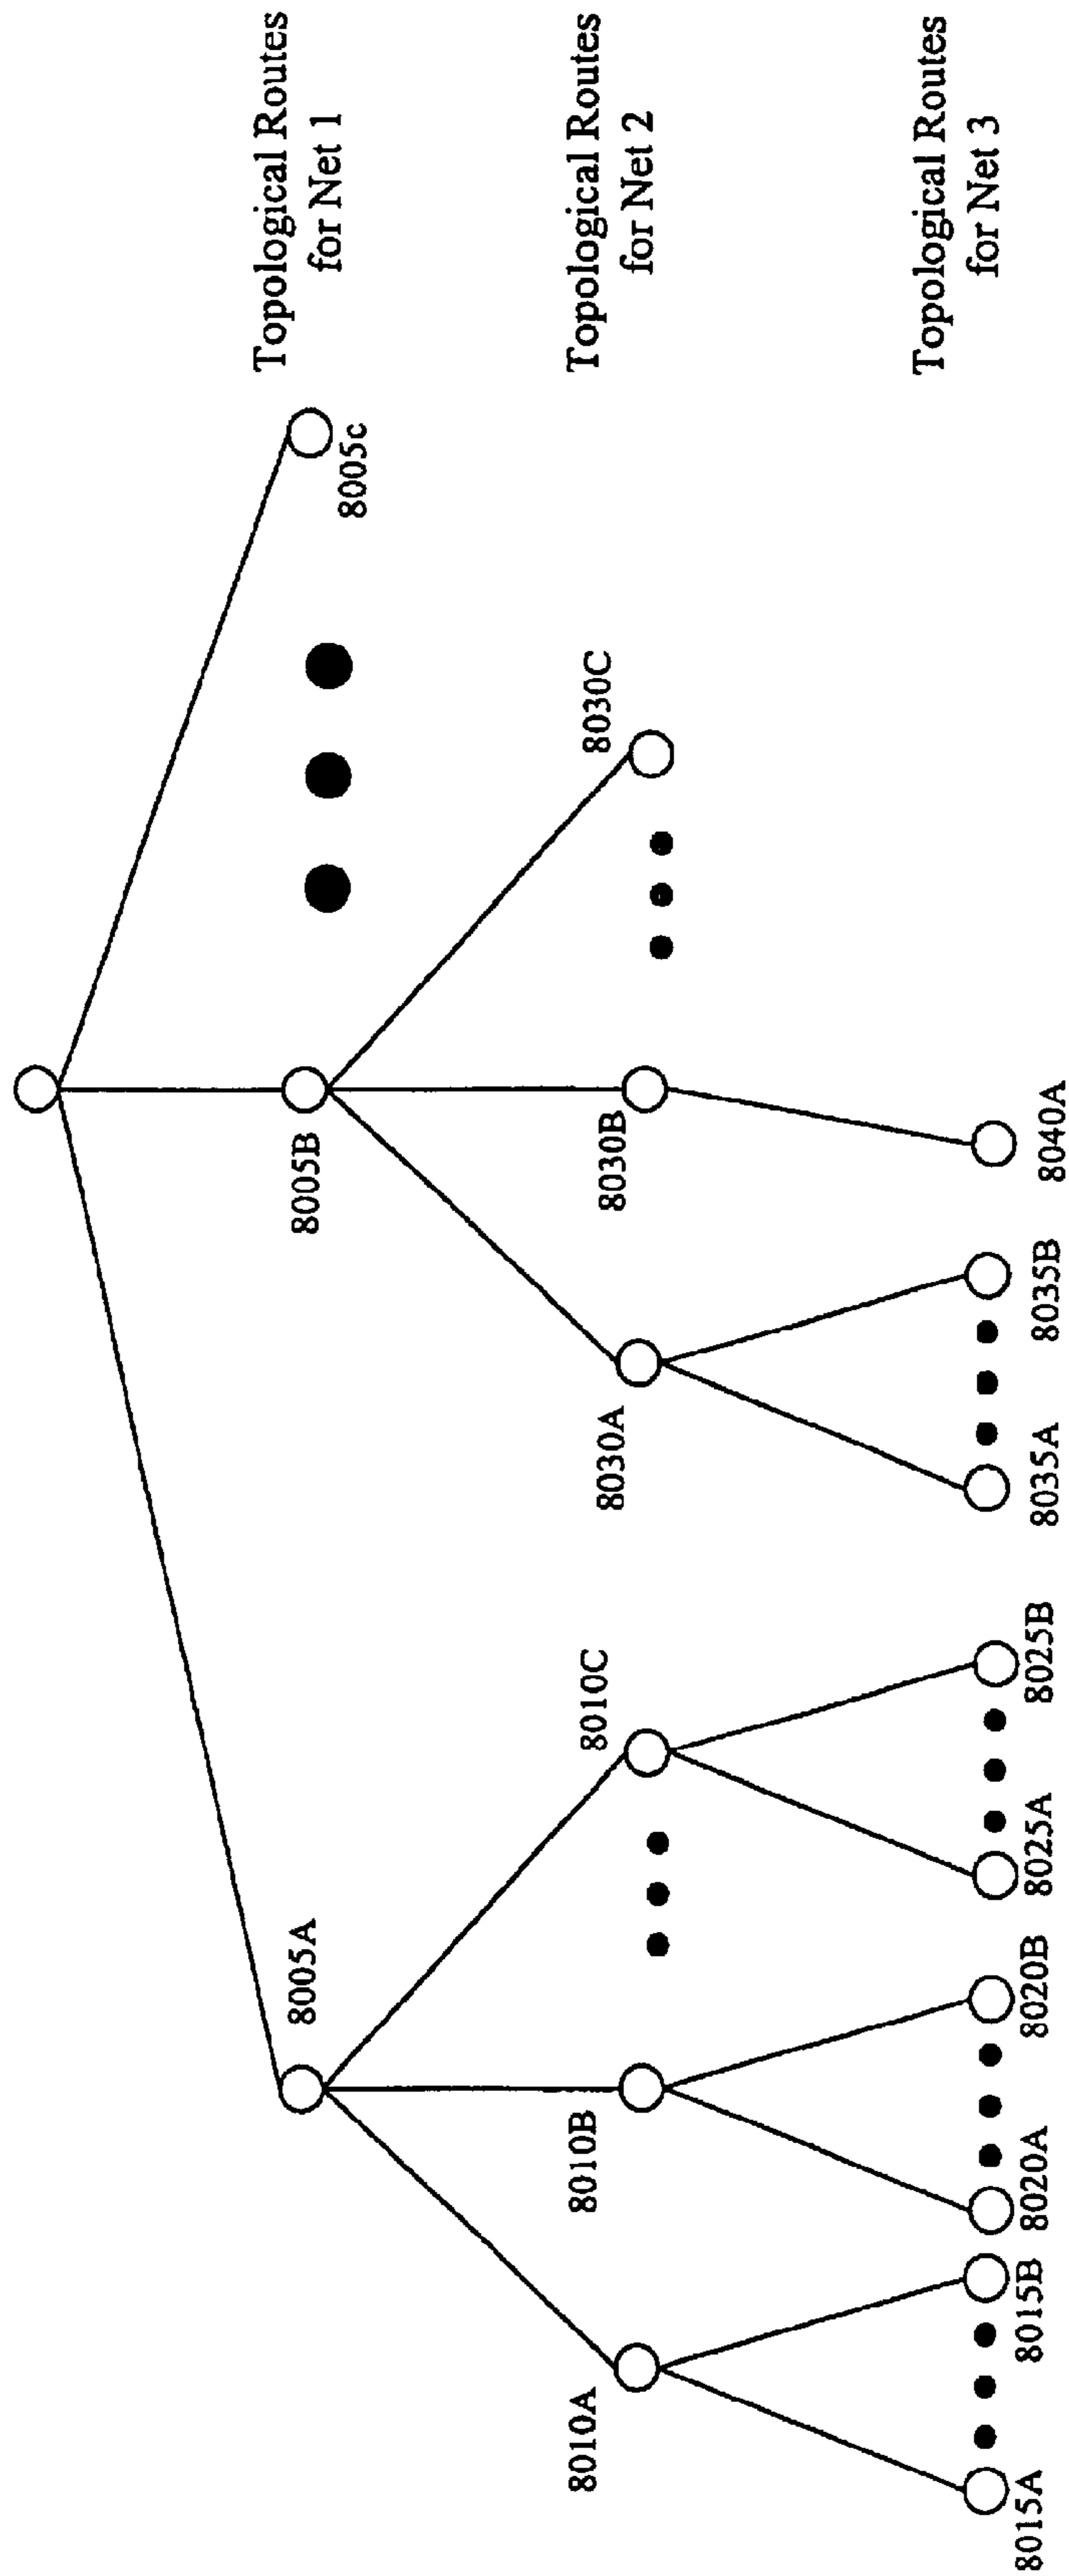 Topological Routes
for Net 1
8005A
8005B
8005c
Topological Routes
for Net 2
8010A
8010B
8010C
8030A
8030B
8030C
Topological Routes
for Net 3
8015A
8015B
8020A
8020B
8025A
8025B
8035A
8035B
8040A